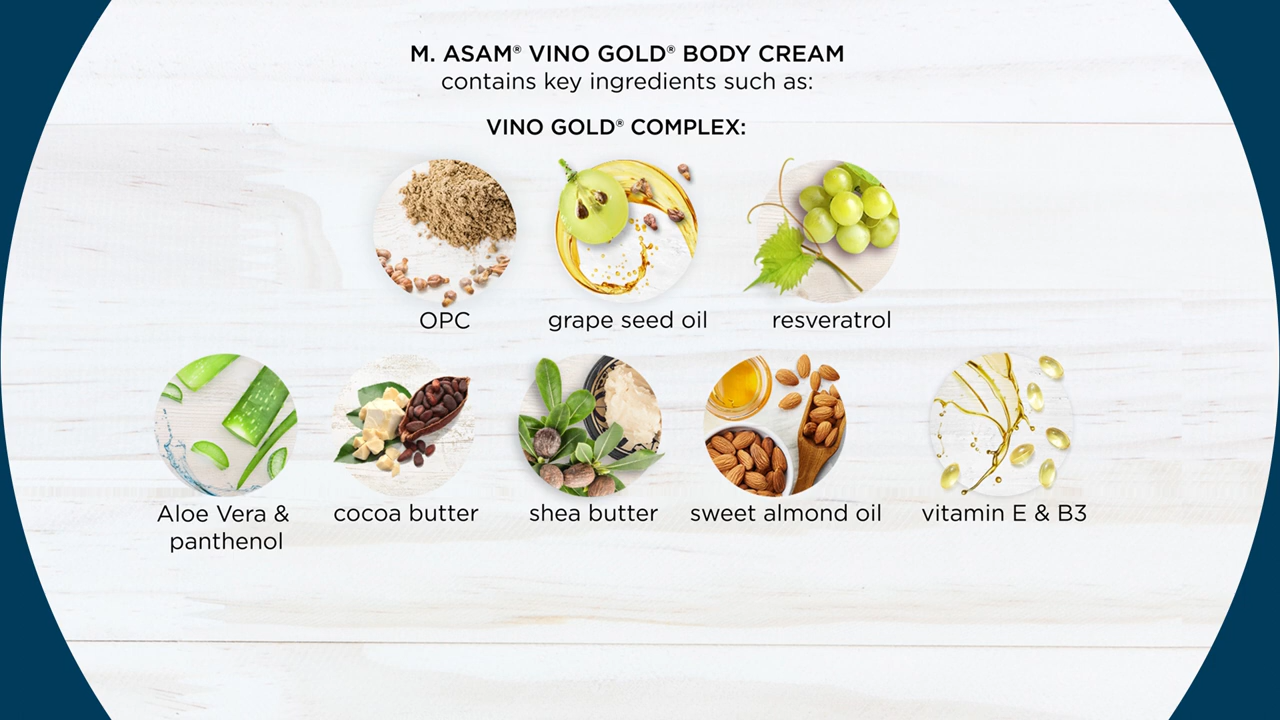 M. ASAM® VINO GOLD® BODY CREAM
contains key ingredients such as:
VINO GOLD® COMPLEX:
OPC
grape seed oil
resveratrol
Aloe Vera &
panthenol
cocoa butter
shea butter
sweet almond oil
vitamin E & B3